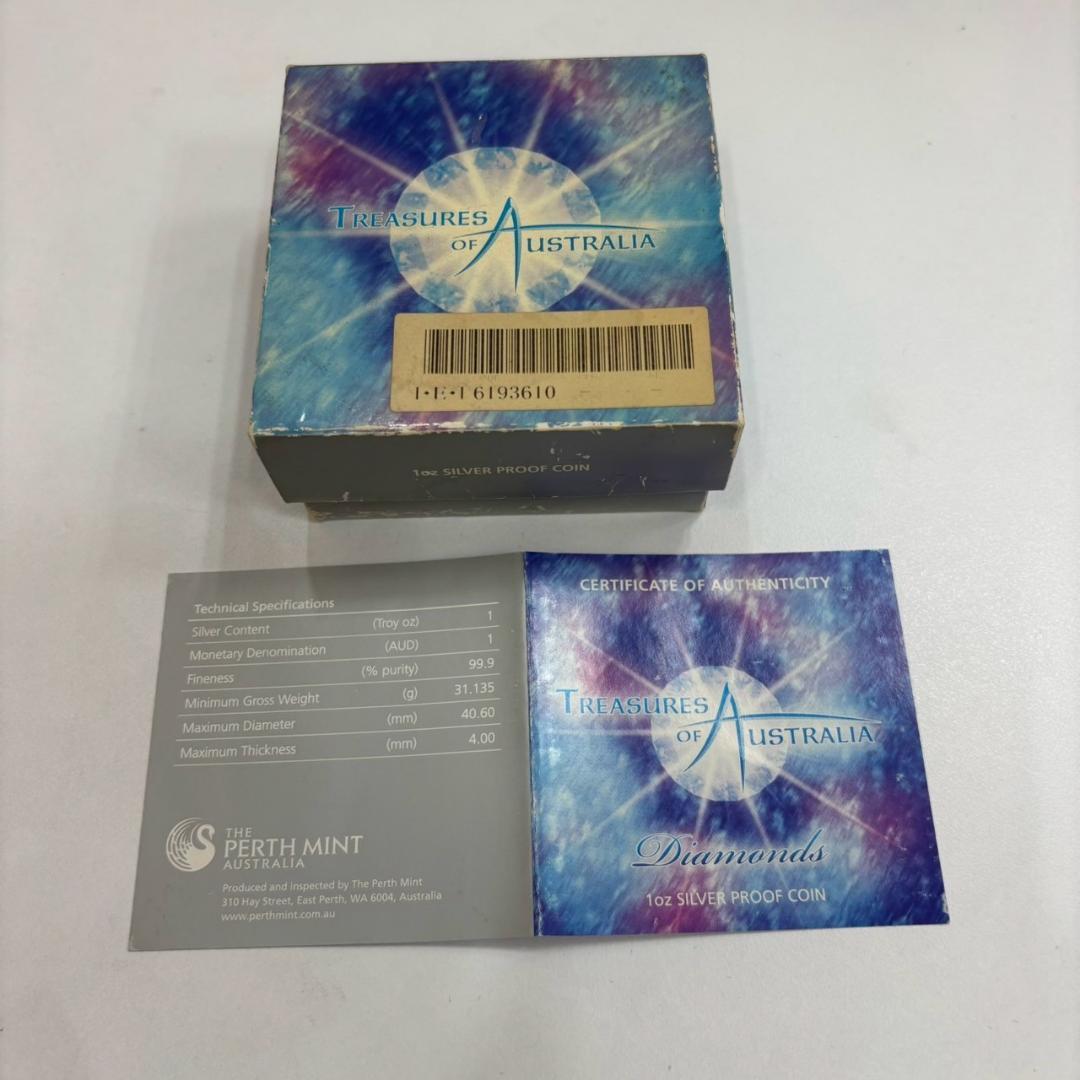 TREASURES
OF AUSTRALIA
I•E•I 6193610
1oz SILVER PROOF COIN
Technical Specifications
Silver Content (Troy oz) 1
Monetary Denomination (AUD) 1
Fineness (% purity) 99.9
Minimum Gross Weight (g) 31.135
Maximum Diameter (mm) 40.60
Maximum Thickness (mm) 4.00
THE
PERTH MINT
AUSTRALIA
Produced and inspected by The Perth Mint
310 Hay Street, East Perth, WA 6004, Australia
www.perthmint.com.au
CERTIFICATE OF AUTHENTICITY
TREASURES
OF AUSTRALIA
Diamonds
1oz SILVER PROOF COIN